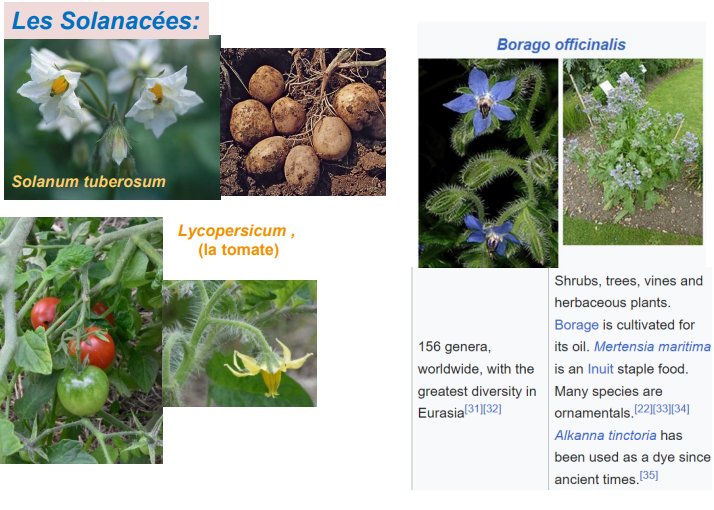 Les Solanacées:
Solanum tuberosum
Lycopersicum ,
(la tomate)
Borago officinalis
156 genera,
worldwide, with the
greatest diversity in
Eurasia[31][32]
Shrubs, trees, vines and
herbaceous plants.
Borage is cultivated for
its oil. Mertensia maritima
is an Inuit staple food.
Many species are
ornamentals.[22][33][34]
Alkanna tinctoria has
been used as a dye since
ancient times.[35]